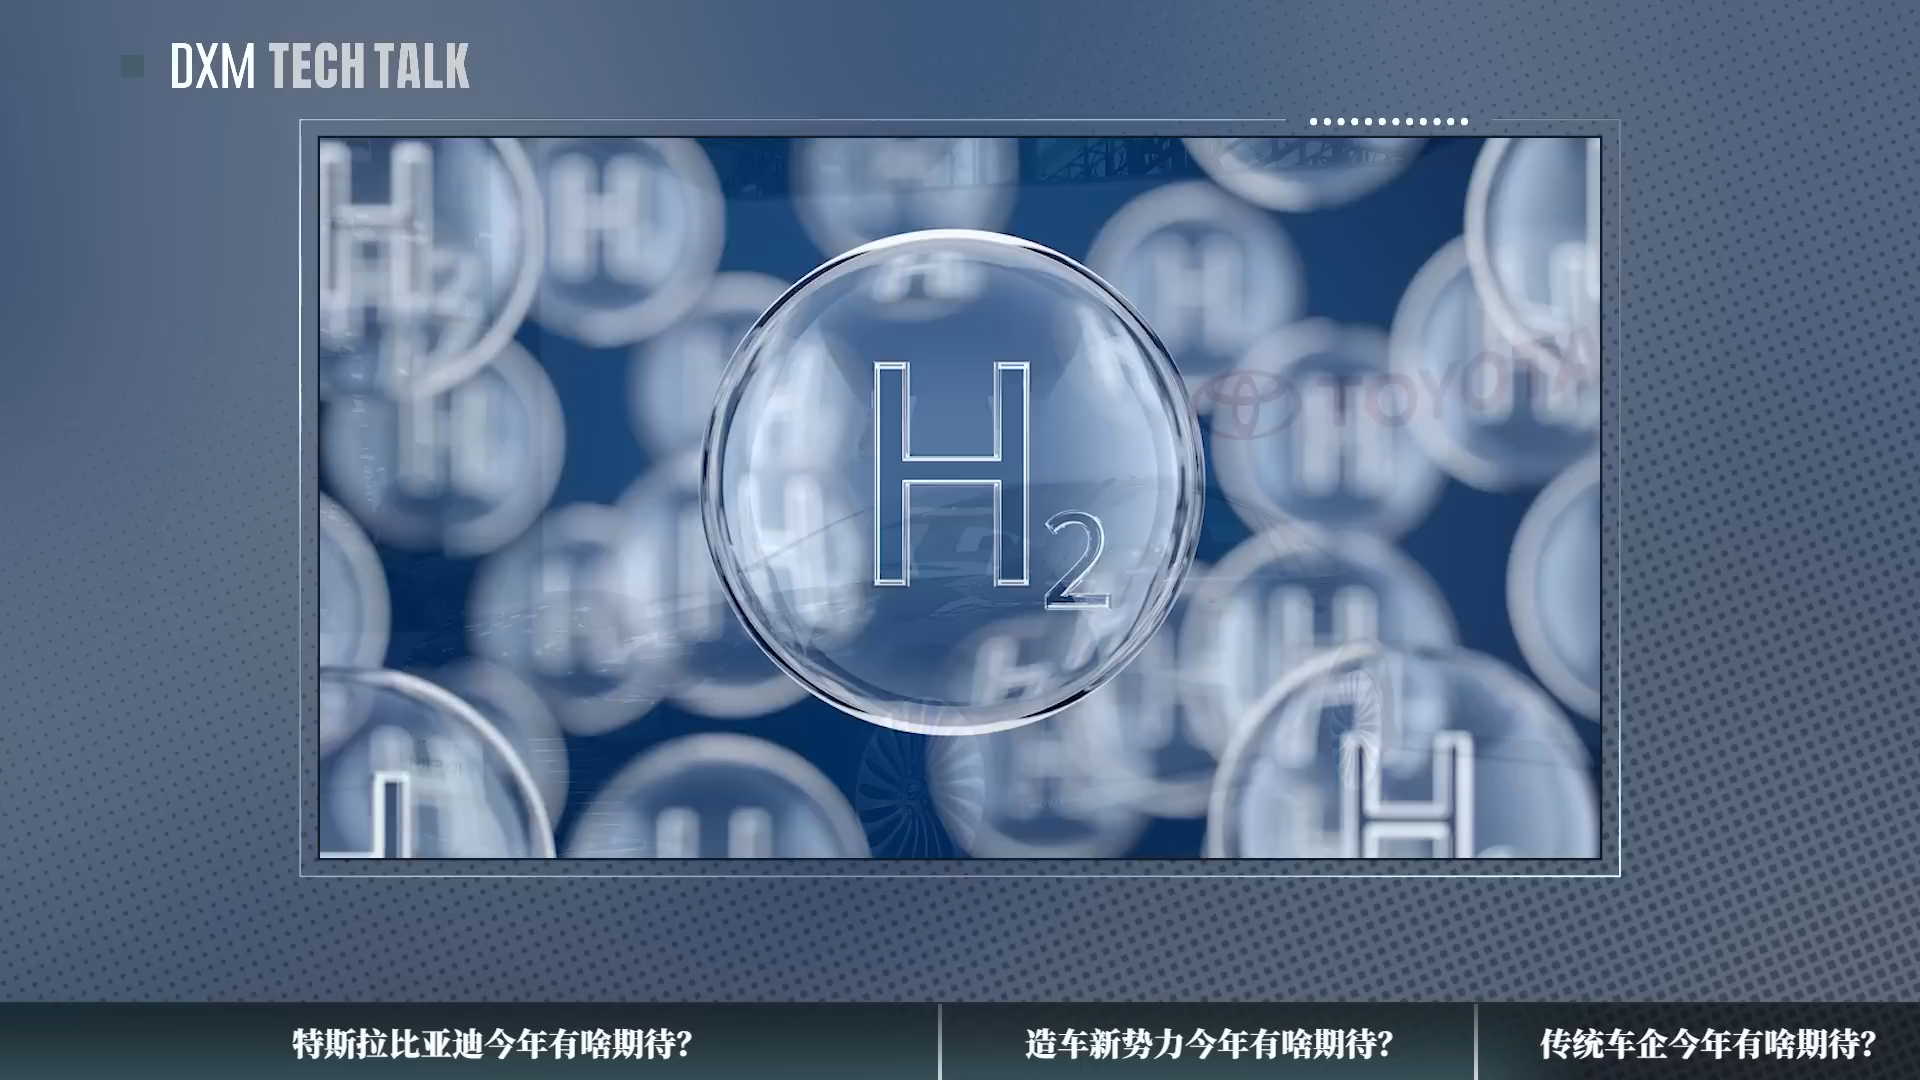 DXM TECH TALK
H2
TOYOTA
特斯拉比亚迪今年有啥期待?
造车新势力今年有啥期待?
传统车企今年有啥期待?